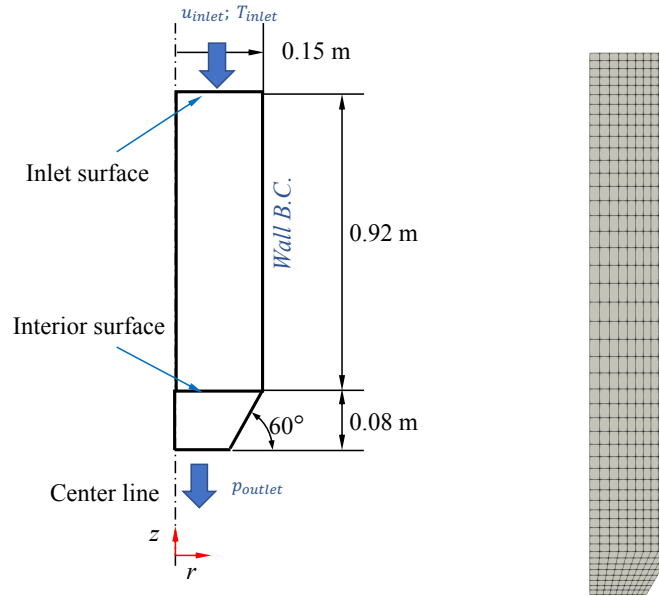 u_inlet; T_inlet
0.15 m
Inlet surface
Wall B.C.
0.92 m
Interior surface
60°
0.08 m
Center line
p_outlet
z
r